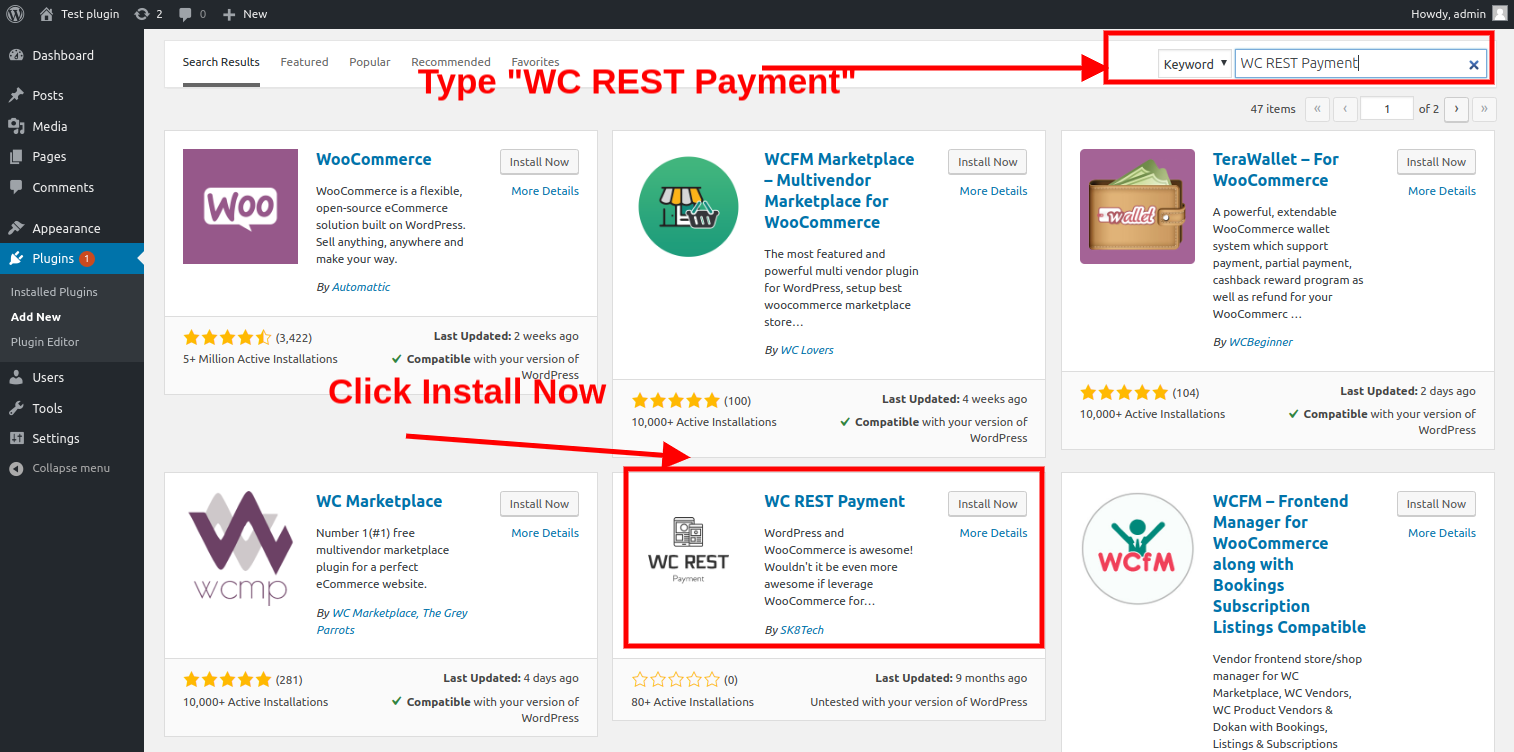 Test plugin 2 0 New Howdy, admin
Dashboard
Posts
Media
Pages
Comments
Appearance
Plugins 1
Installed Plugins
Add New
Plugin Editor
Users
Tools
Settings
Collapse menu
Search Results Featured Popular Recommended Favorites
Keyword WC REST Payment
Type "WC REST Payment"
47 items « ‹ 1 of 2 › »
WooCommerce
Install Now
More Details
WooCommerce is a flexible,
open-source eCommerce
solution built on WordPress.
Sell anything, anywhere and
make your way.
By Automattic
(3,422)
5+ Million Active Installations
Last Updated: 2 weeks ago
Compatible with your version of
WordPress
woo
WCFM Marketplace
– Multivendor
Marketplace for
WooCommerce
Install Now
More Details
The most featured and
powerful multi vendor plugin
for WordPress, setup best
woocommerce marketplace
store…
By WC Lovers
(100)
10,000+ Active Installations
Last Updated: 4 weeks ago
Compatible with your version of
WordPress
TeraWallet – For
WooCommerce
Install Now
More Details
A powerful, extendable
WooCommerce wallet
system which support
payment, partial payment,
cashback reward program as
well as refund for your
WooCommerc …
By WCBeginner
(104)
10,000+ Active Installations
Last Updated: 2 days ago
Compatible with your version of
WordPress
wallet
Click Install Now
WC Marketplace
Install Now
More Details
Number 1(#1) free
multivendor marketplace
plugin for a perfect
eCommerce website.
By WC Marketplace, The Grey
Parrots
(281)
10,000+ Active Installations
Last Updated: 4 days ago
Compatible with your version of
WordPress
wcmp
WC REST Payment
Install Now
More Details
WordPress and
WooCommerce is awesome!
Wouldn't it be even more
awesome if leverage
WooCommerce for…
By SK8Tech
(0)
80+ Active Installations
Last Updated: 9 months ago
Untested with your version of WordPress
WC REST
Payment
WCFM – Frontend
Manager for
WooCommerce
along with
Bookings
Subscription
Listings Compatible
Install Now
More Details
Vendor frontend store/shop
manager for WC
Marketplace, WC Vendors,
WC Product Vendors &
Dokan with Bookings,
Listings & Subscriptions
WCfM